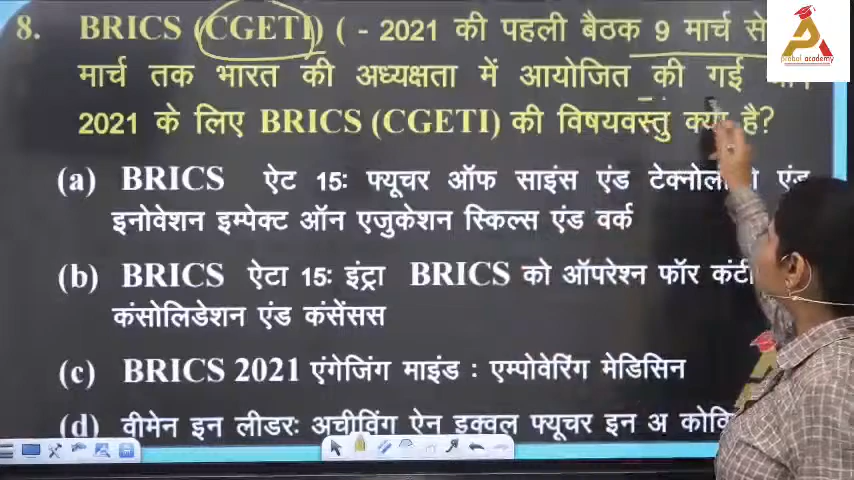 8. BRICS (CGETI) ( - 2021 की पहली बैठक 9 मार्च से
मार्च तक भारत की अध्यक्षता में आयोजित की गई
2021 के लिए BRICS (CGETI) की विषयवस्तु क्या है?
(a) BRICS ऐट 15: फ्यूचर ऑफ साइंस एंड एंड
इनोवेशन इम्पेक्ट ऑन एजुकेशन स्किल्स एंड वर्क
(b) BRICS ऐटा 15: इंट्रा BRICS को ऑपरेश्न फॉर
कंसोलिडेशन एंड कंसेंसस
(c) BRICS 2021 एंगेजिंग माइंड : एम्पोवेरिंग मेडिसिन
(d) वीमेन इन लीडर: अचीविंग ऐन इक्वल फ्यूचर इन अ
prabal academy